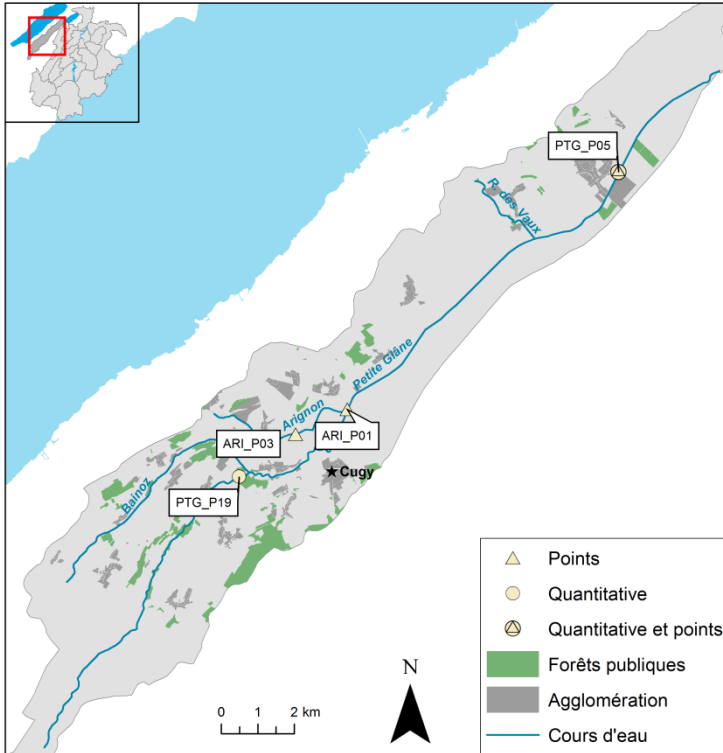 PTG_P05
R. des Vaux
Petite Glâne
Arignon
ARI_P03
ARI_P01
Cugy
Bainoz
PTG_P19
Points
Quantitative
Quantitative et points
Forêts publiques
Agglomération
Cours d'eau
N
0 1 2 km